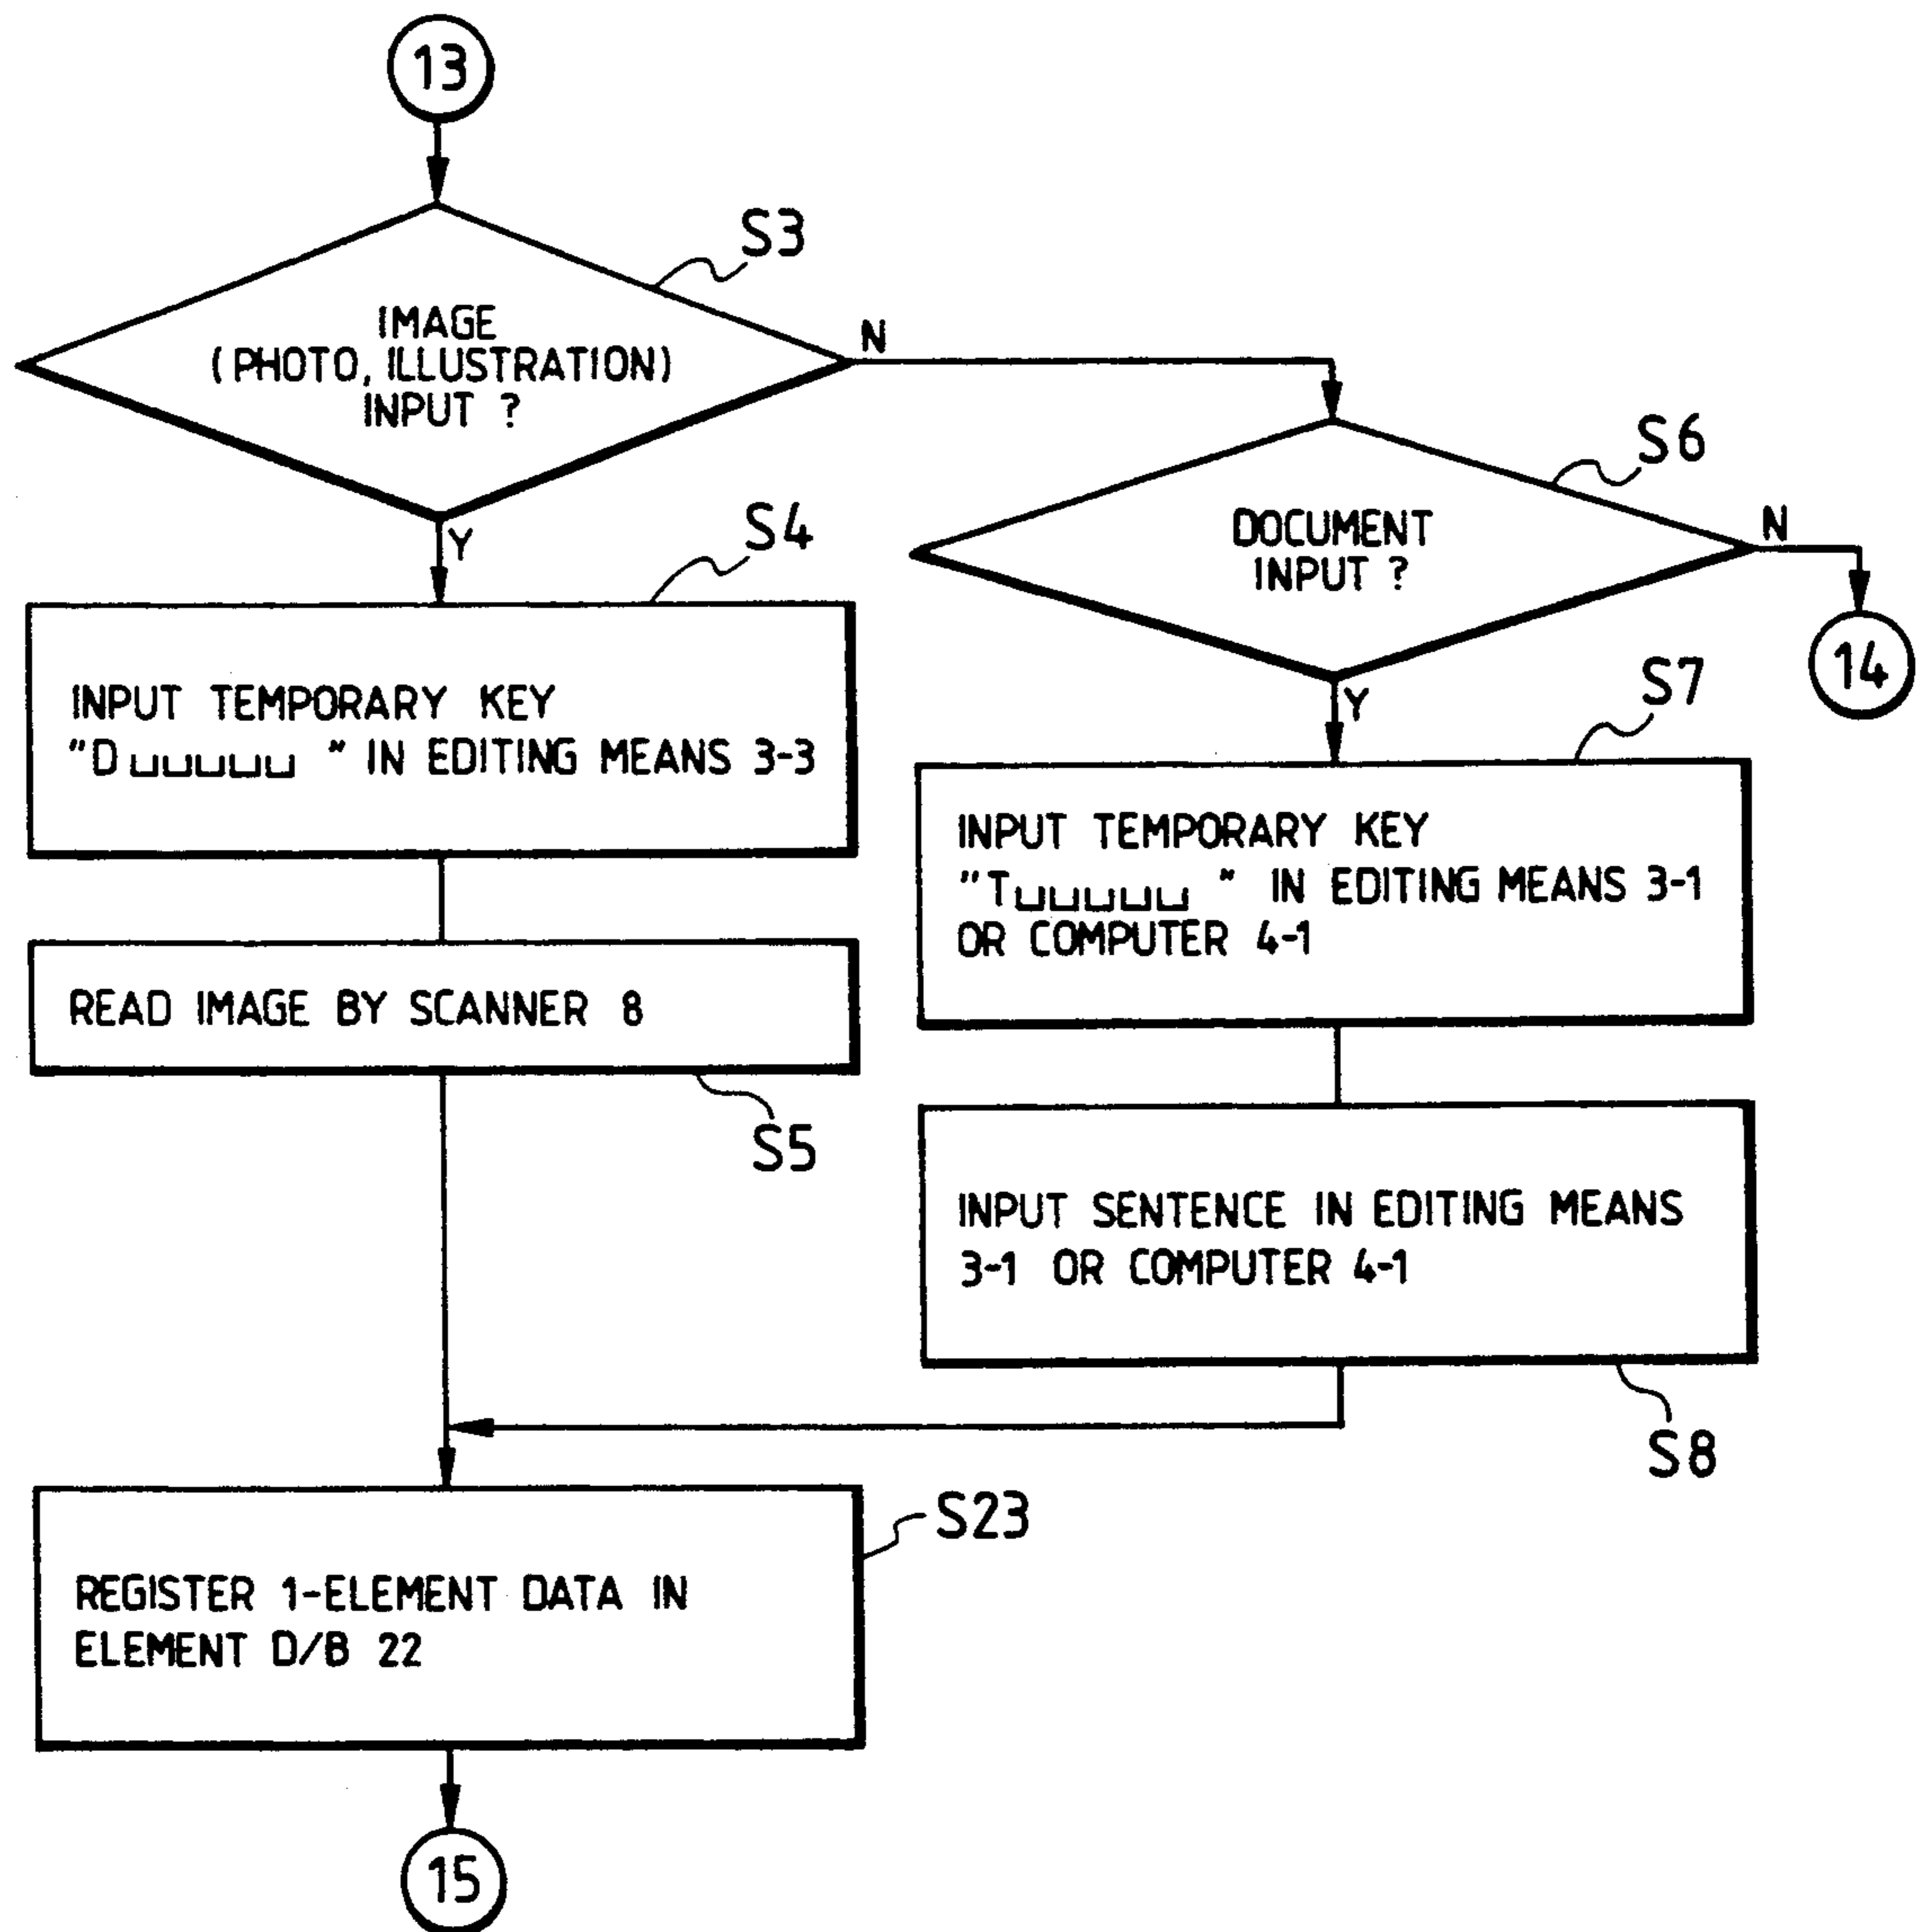 13
S3
IMAGE
(PHOTO, ILLUSTRATION)
INPUT ?
N
Y
S6
DOCUMENT
INPUT ?
N
14
Y
S4
INPUT TEMPORARY KEY
"D␣␣␣␣␣ " IN EDITING MEANS 3-3
S7
INPUT TEMPORARY KEY
"T␣␣␣␣␣ " IN EDITING MEANS 3-1
OR COMPUTER 4-1
READ IMAGE BY SCANNER 8
S5
INPUT SENTENCE IN EDITING MEANS
3-1 OR COMPUTER 4-1
S8
S23
REGISTER 1-ELEMENT DATA IN
ELEMENT D/B 22
15